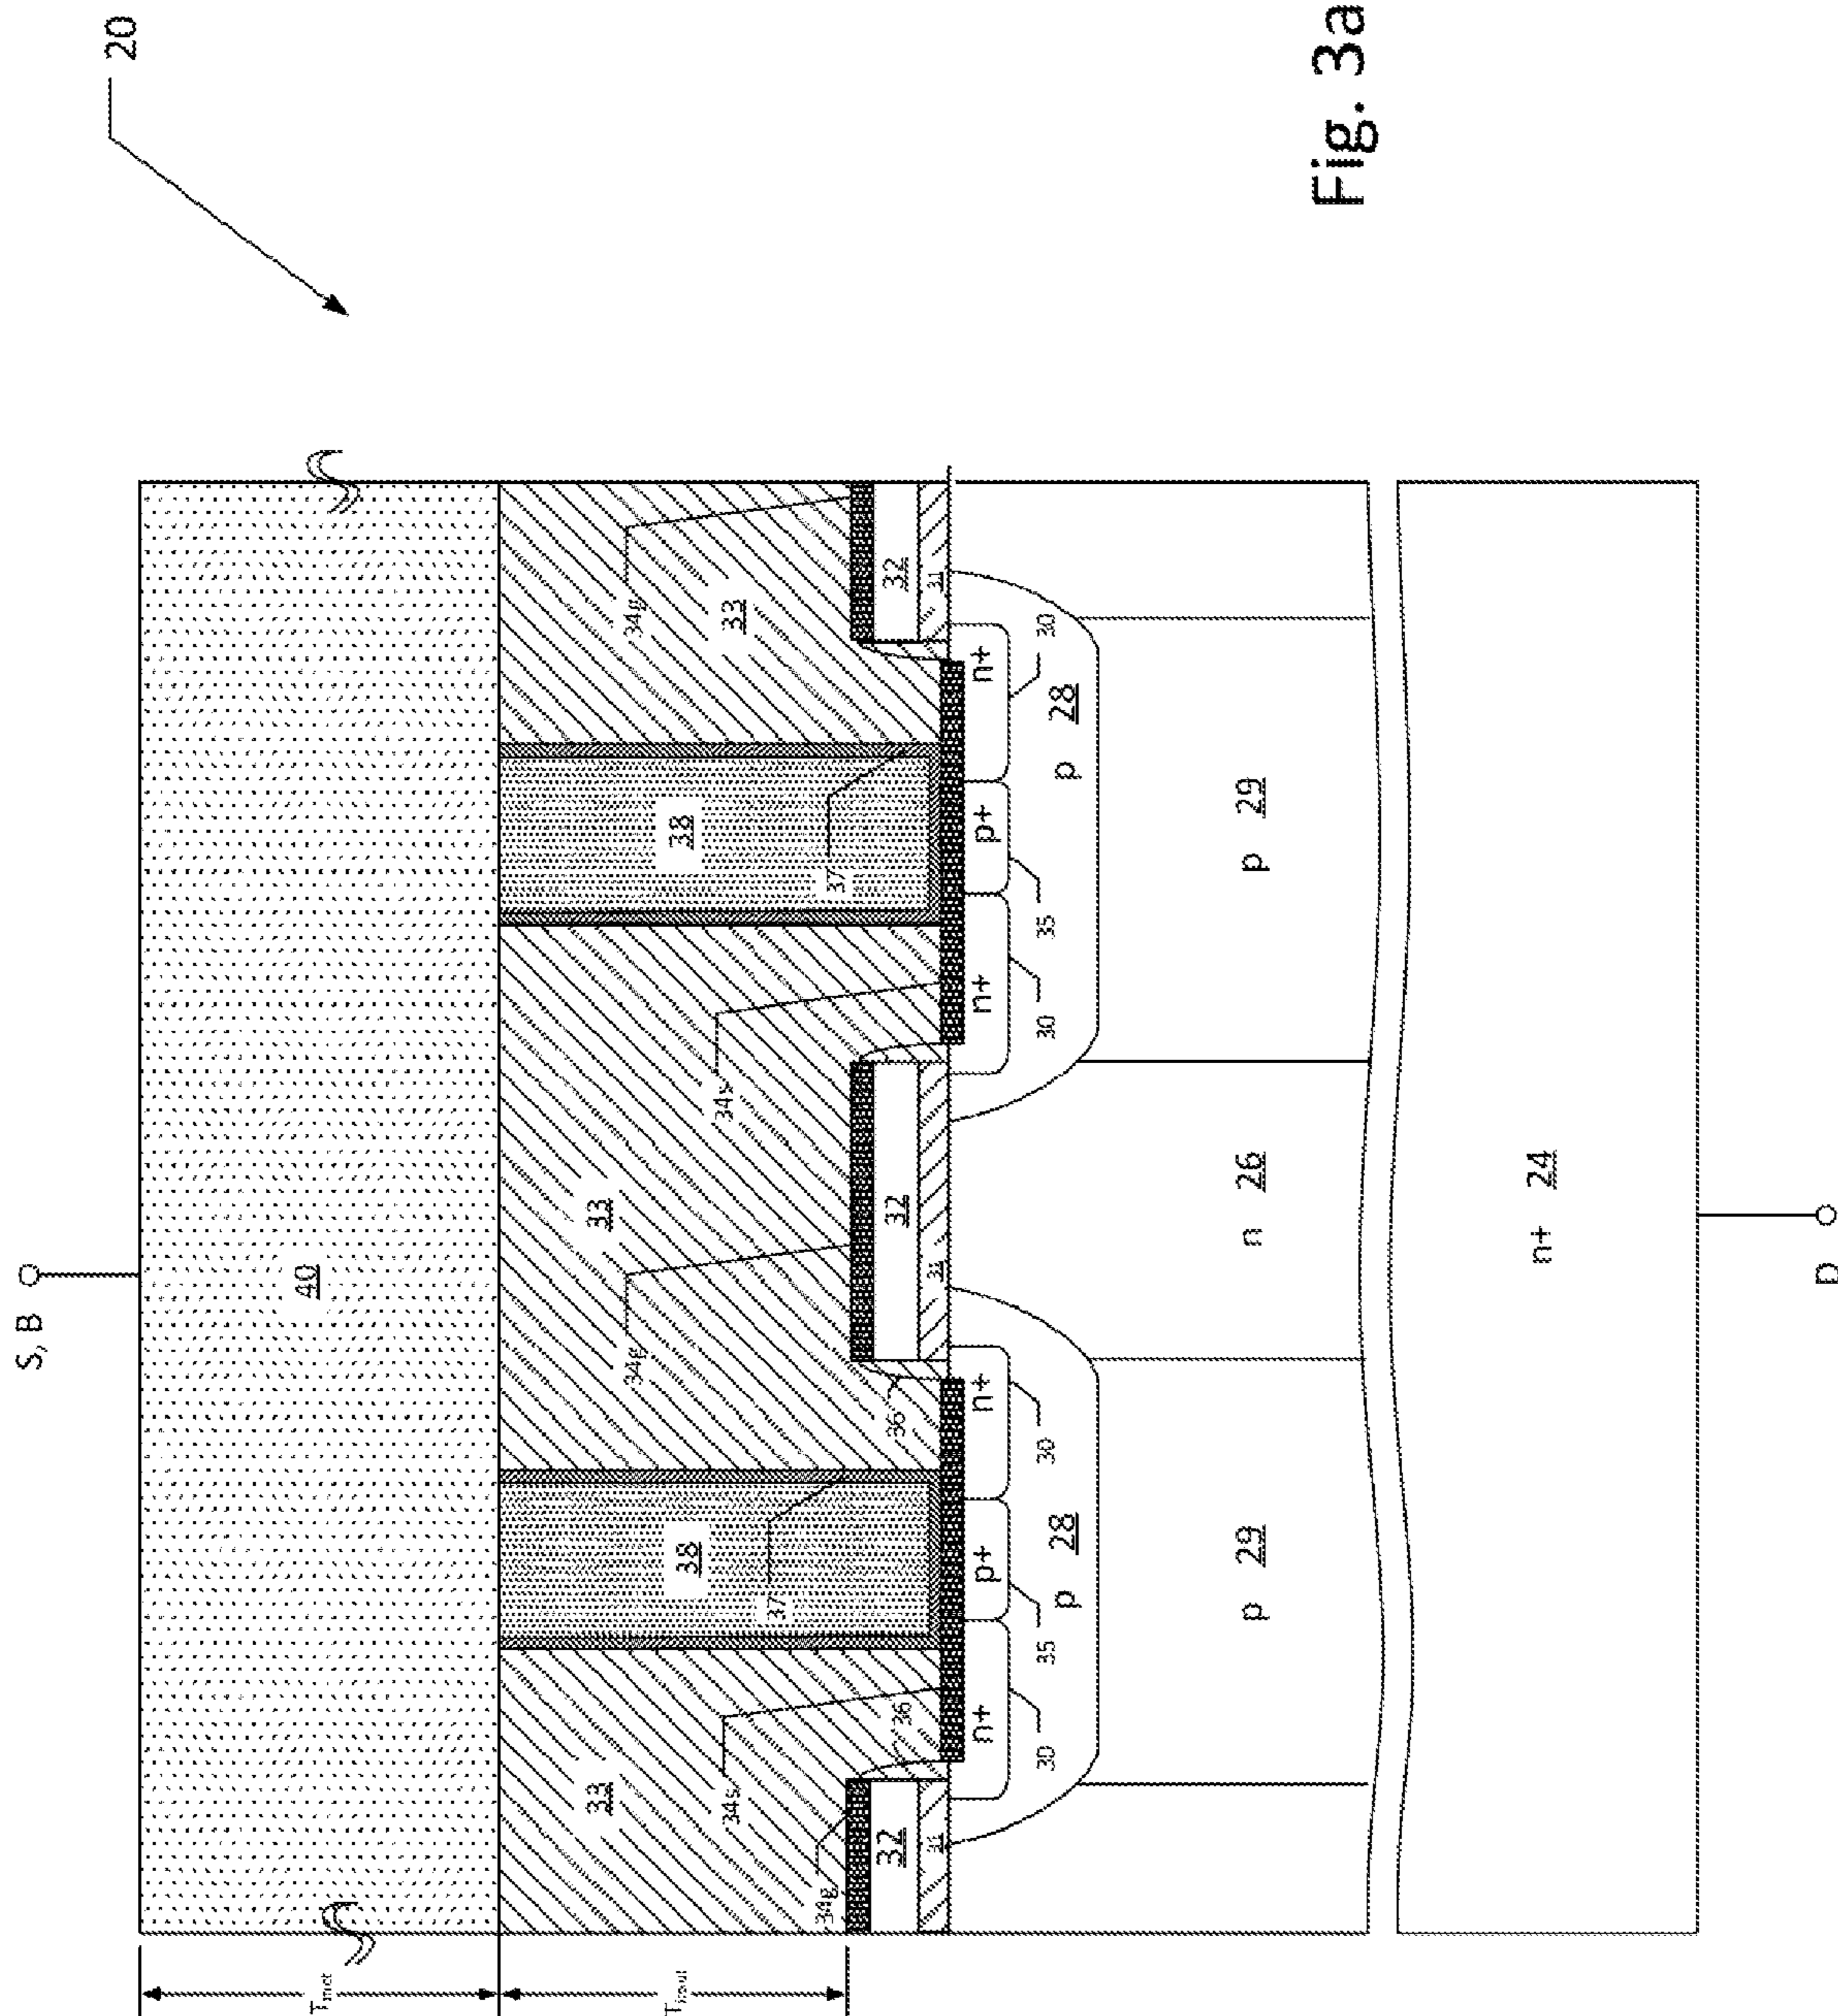 20
S, B
40
T_met
T_insul
33
33
33
34g
34g
34g
34s
34s
38
38
37
37
36
36
32
32
32
31
31
31
n+
p+
n+
n+
p+
n+
30
35
30
30
35
30
p 28
p 28
p 29
n 26
p 29
n+ 24
D
Fig. 3a